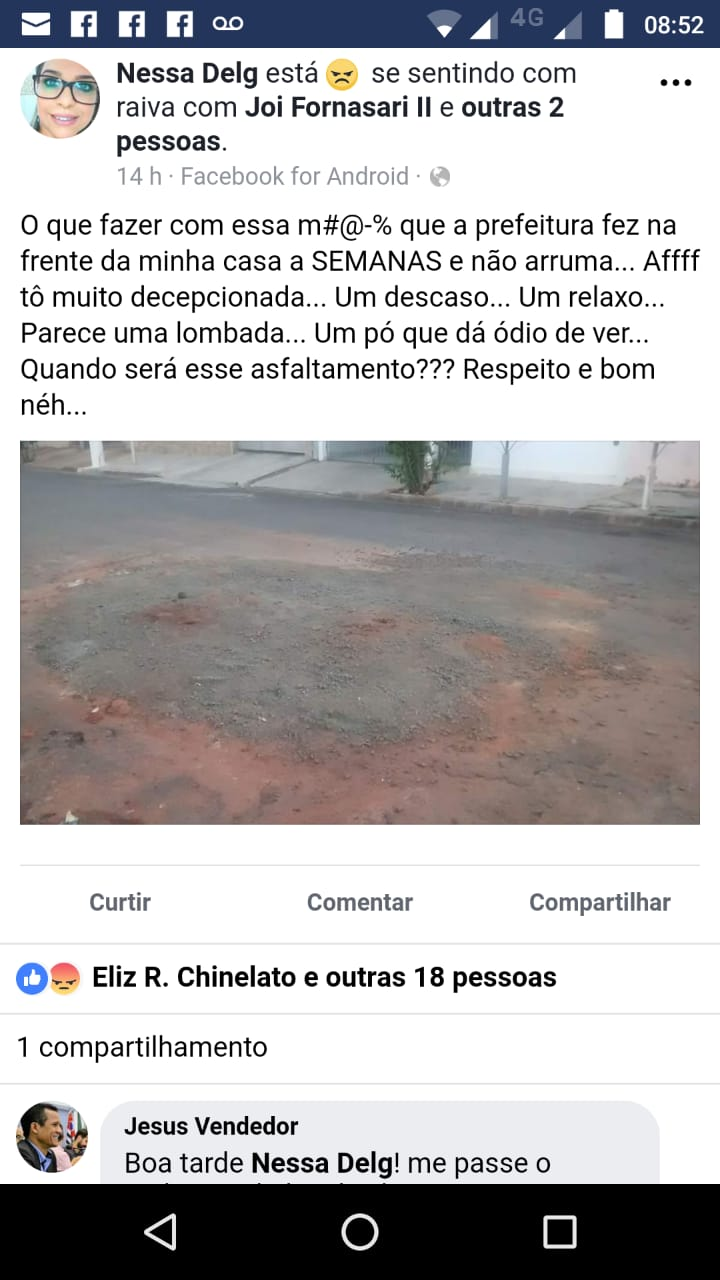 4G 08:52
Nessa Delg está 😠 se sentindo com
raiva com Joi Fornasari II e outras 2
pessoas.
14 h · Facebook for Android ·
O que fazer com essa m#@-% que a prefeitura fez na
frente da minha casa a SEMANAS e não arruma... Affff
tô muito decepcionada... Um descaso... Um relaxo...
Parece uma lombada... Um pó que dá ódio de ver...
Quando será esse asfaltamento??? Respeito e bom
néh...
Curtir Comentar Compartilhar
Eliz R. Chinelato e outras 18 pessoas
1 compartilhamento
Jesus Vendedor
Boa tarde Nessa Delg! me passe o